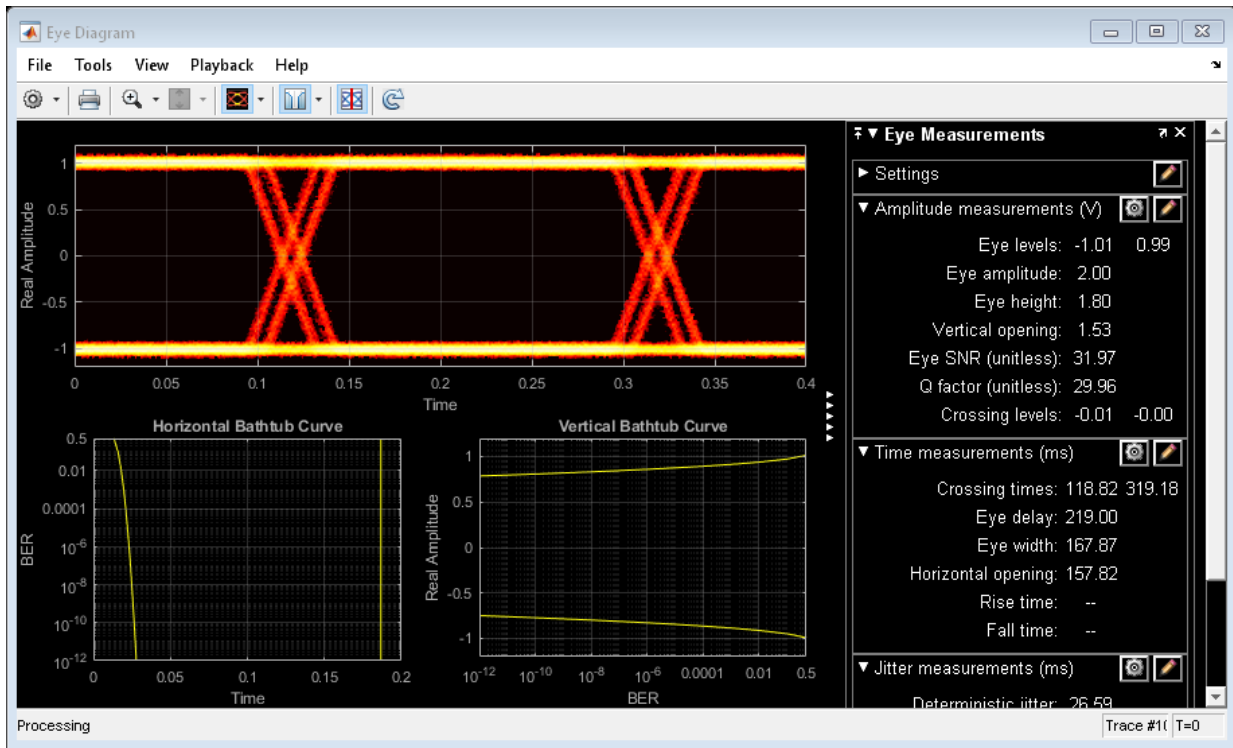 Eye Diagram
File Tools View Playback Help
Real Amplitude
1
0.5
0
-0.5
-1
0 0.05 0.1 0.15 0.2 0.25 0.3 0.35 0.4
Time
Horizontal Bathtub Curve
BER
0.5
0.01
0.0001
10^-6
10^-8
10^-10
10^-12
0 0.05 0.1 0.15 0.2
Time
Vertical Bathtub Curve
Real Amplitude
1
0.5
0
-0.5
-1
10^-12 10^-10 10^-8 10^-6 0.0001 0.01 0.5
BER
Eye Measurements
Settings
Amplitude measurements (V)
Eye levels: -1.01 0.99
Eye amplitude: 2.00
Eye height: 1.80
Vertical opening: 1.53
Eye SNR (unitless): 31.97
Q factor (unitless): 29.96
Crossing levels: -0.01 -0.00
Time measurements (ms)
Crossing times: 118.82 319.18
Eye delay: 219.00
Eye width: 167.87
Horizontal opening: 157.82
Rise time: --
Fall time: --
Jitter measurements (ms)
Deterministic jitter: 26.59
Processing
Trace #1( T=0